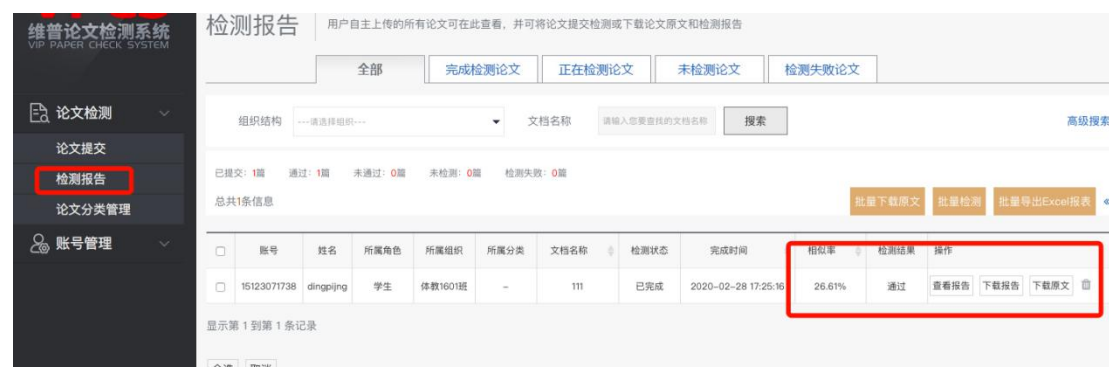 维普论文检测系统
VIP PAPER CHECK SYSTEM
论文检测
论文提交
检测报告
论文分类管理
账号管理
检测报告 用户自主上传的所有论文可在此查看，并可将论文提交检测或下载论文原文和检测报告
全部 完成检测论文 正在检测论文 未检测论文 检测失败论文
组织结构 ---请选择组织--- 文档名称 请输入您要查找的文档名称 搜索 高级搜索
已提交：1篇 通过：1篇 未通过：0篇 未检测：0篇 检测失败：0篇
总共1条信息 批量下载原文 批量检测 批量导出Excel报表
账号 姓名 所属角色 所属组织 所属分类 文档名称 检测状态 完成时间 相似率 检测结果 操作
15123071738 dingpijng 学生 体教1601班 - 111 已完成 2020-02-28 17:25:16 26.61% 通过 查看报告 下载报告 下载原文
显示第 1 到第 1 条记录